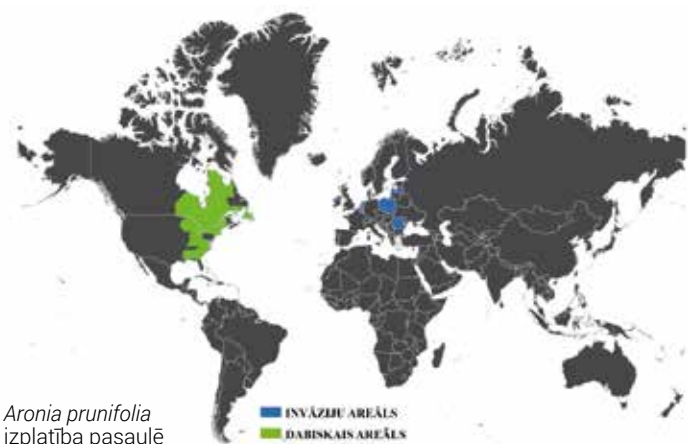 Aronia prunifolia
izplatība pasaulē
INVĀZIJU AREĀLS
DABISKAIS AREĀLS